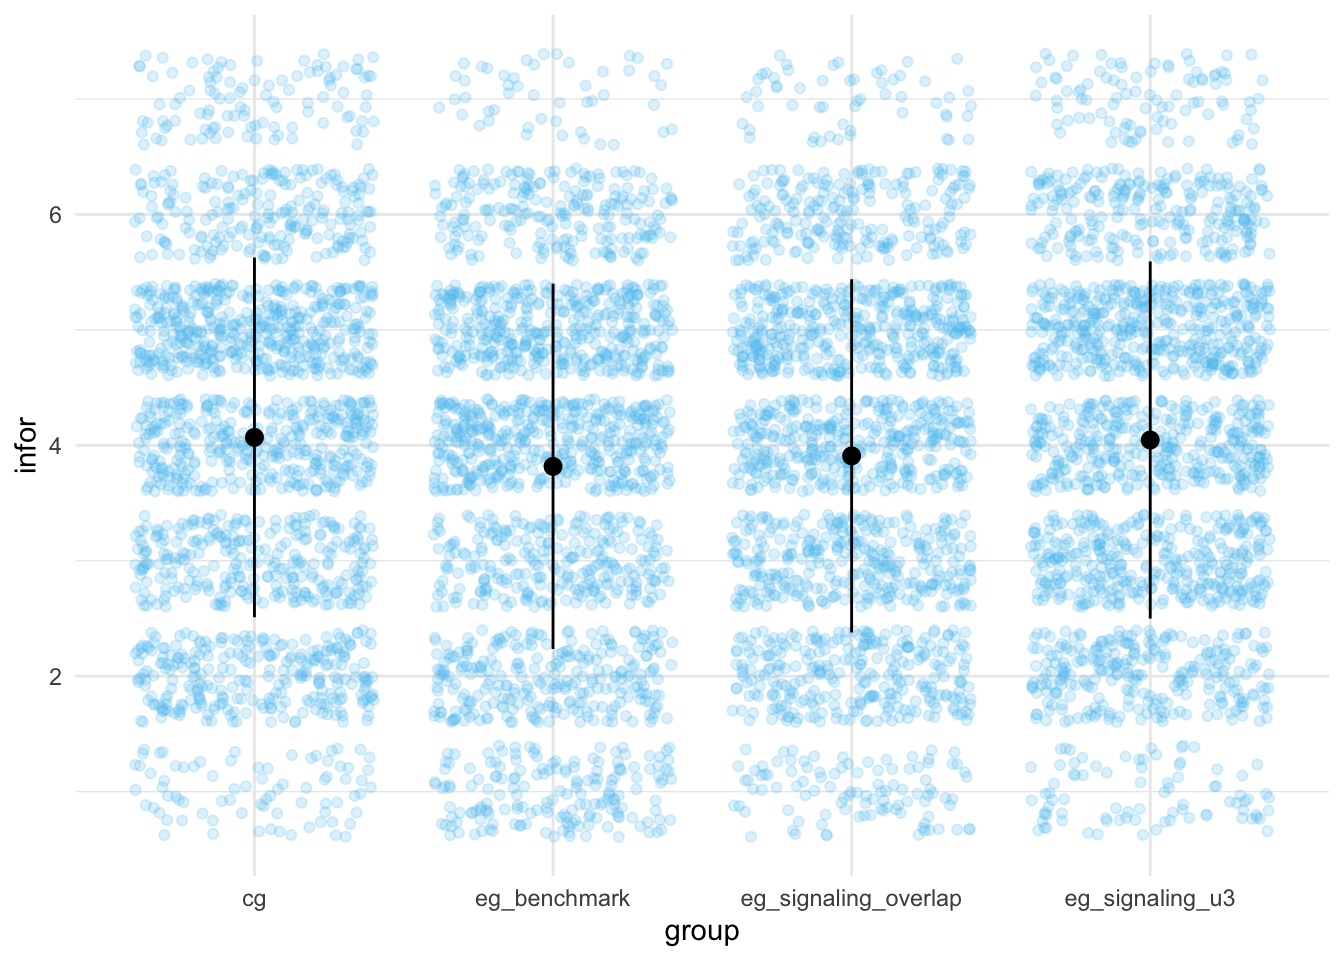 infor
6
4
2
cg
eg_benchmark
eg_signaling_overlap
eg_signaling_u3
group